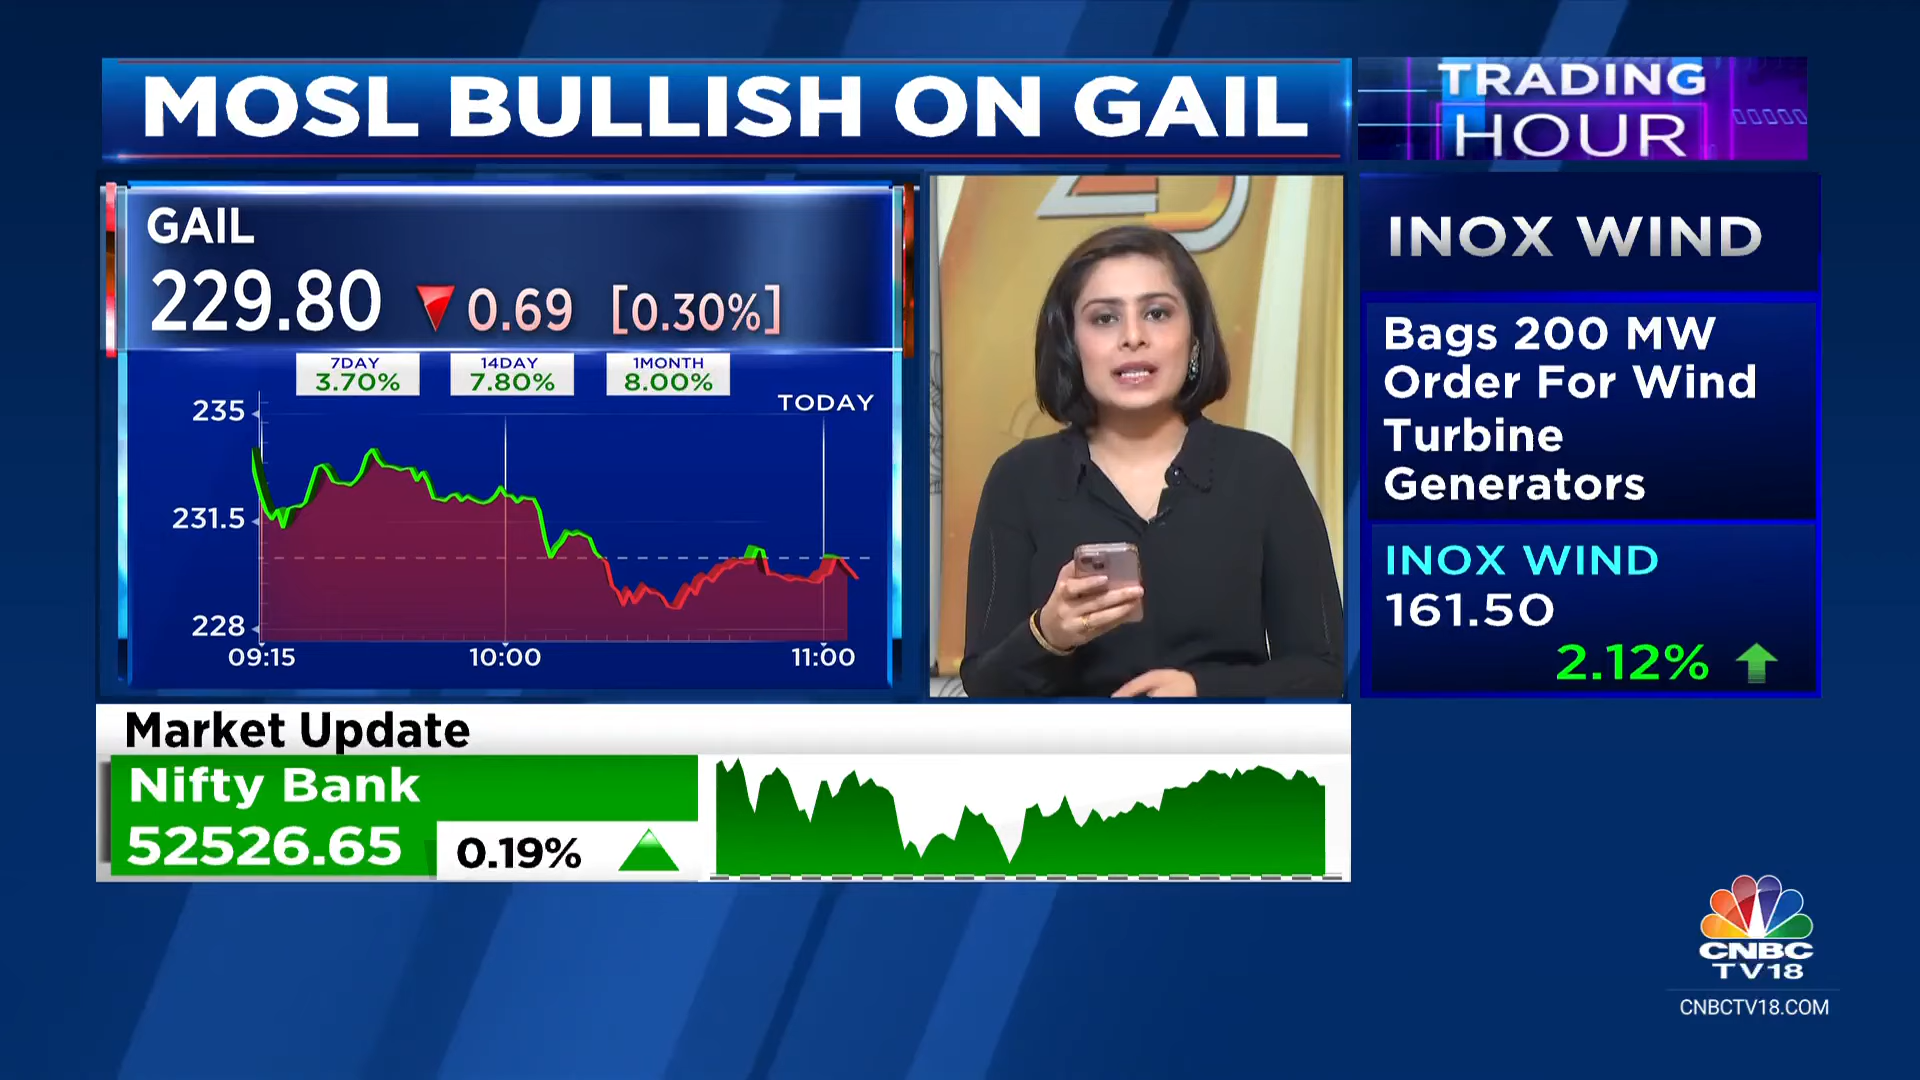 MOSL BULLISH ON GAIL
TRADING
HOUR
GAIL
229.80 ▼ 0.69 [0.30%]
7DAY
3.70%
14DAY
7.80%
1MONTH
8.00%
TODAY
235
231.5
228
09:15
10:00
11:00
INOX WIND
Bags 200 MW
Order For Wind
Turbine
Generators
INOX WIND
161.50
2.12%
Market Update
Nifty Bank
52526.65
0.19%
CNBC
TV18
CNBCTV18.COM